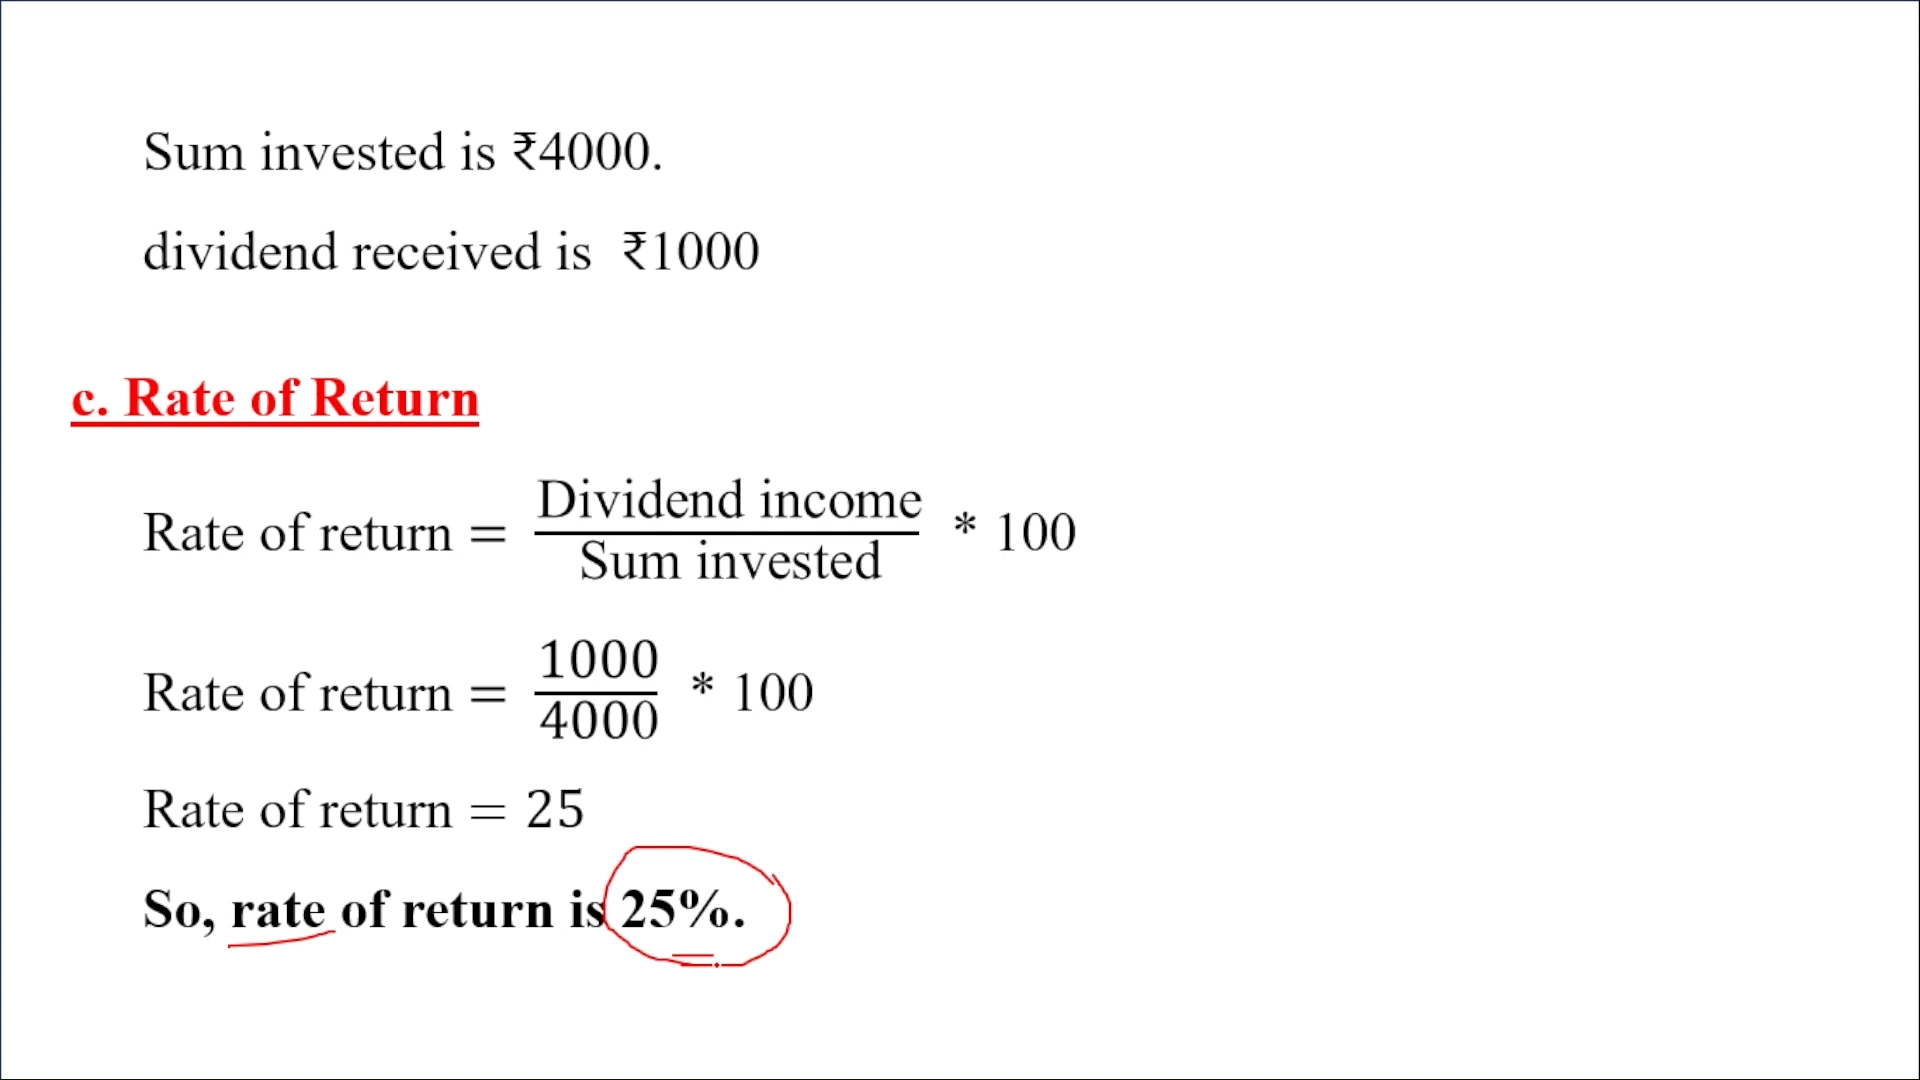 Sum invested is ₹4000.
dividend received is ₹1000
c. Rate of Return
Rate of return = Dividend income / Sum invested * 100
Rate of return = 1000 / 4000 * 100
Rate of return = 25
So, rate of return is 25%.